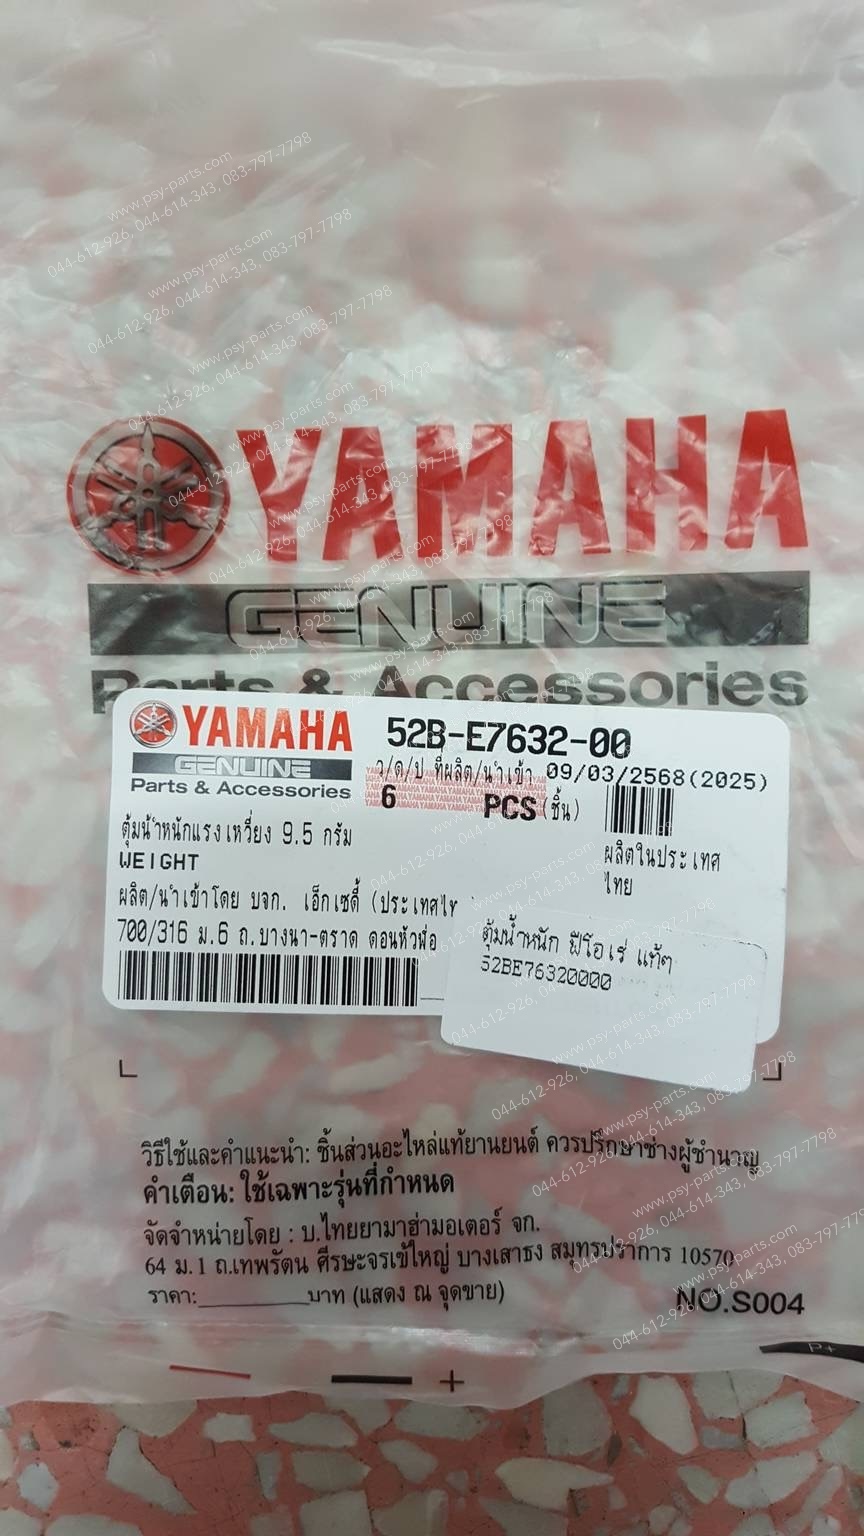 YAMAHA
GENUINE
Parts & Accessories
YAMAHA
GENUINE
Parts & Accessories
52B-E7632-00
ว/ด/ป ที่ผลิต/นำเข้า 09/03/2568(2025)
6 PCS(ชิ้น)
ตุ้มน้ำหนักแรงเหวี่ยง 9.5 กรัม
WEIGHT
ผลิตในประเทศ
ไทย
ผลิต/นำเข้าโดย บจก. เอ็กเซดี้ (ประเทศไท
700/316 ม.6 ถ.บางนา-ตราด ดอนหัวฬ่อ
ตุ้มน้ำหนัก ฟีโอเร่ แท้ๆ
52BE76320000
วิธีใช้และคำแนะนำ: ชิ้นส่วนอะไหล่แท้ยานยนต์ ควรปรึกษาช่างผู้ชำนาญ
คำเตือน: ใช้เฉพาะรุ่นที่กำหนด
จัดจำหน่ายโดย : บ.ไทยยามาฮ่ามอเตอร์ จก.
64 ม.1 ถ.เทพรัตน ศีรษะจรเข้ใหญ่ บางเสาธง สมุทรปราการ 10570
ราคา:__________บาท (แสดง ณ จุดขาย)
NO.S004
P+
www.psy-parts.com
044-612-926, 044-614-343, 083-797-7798